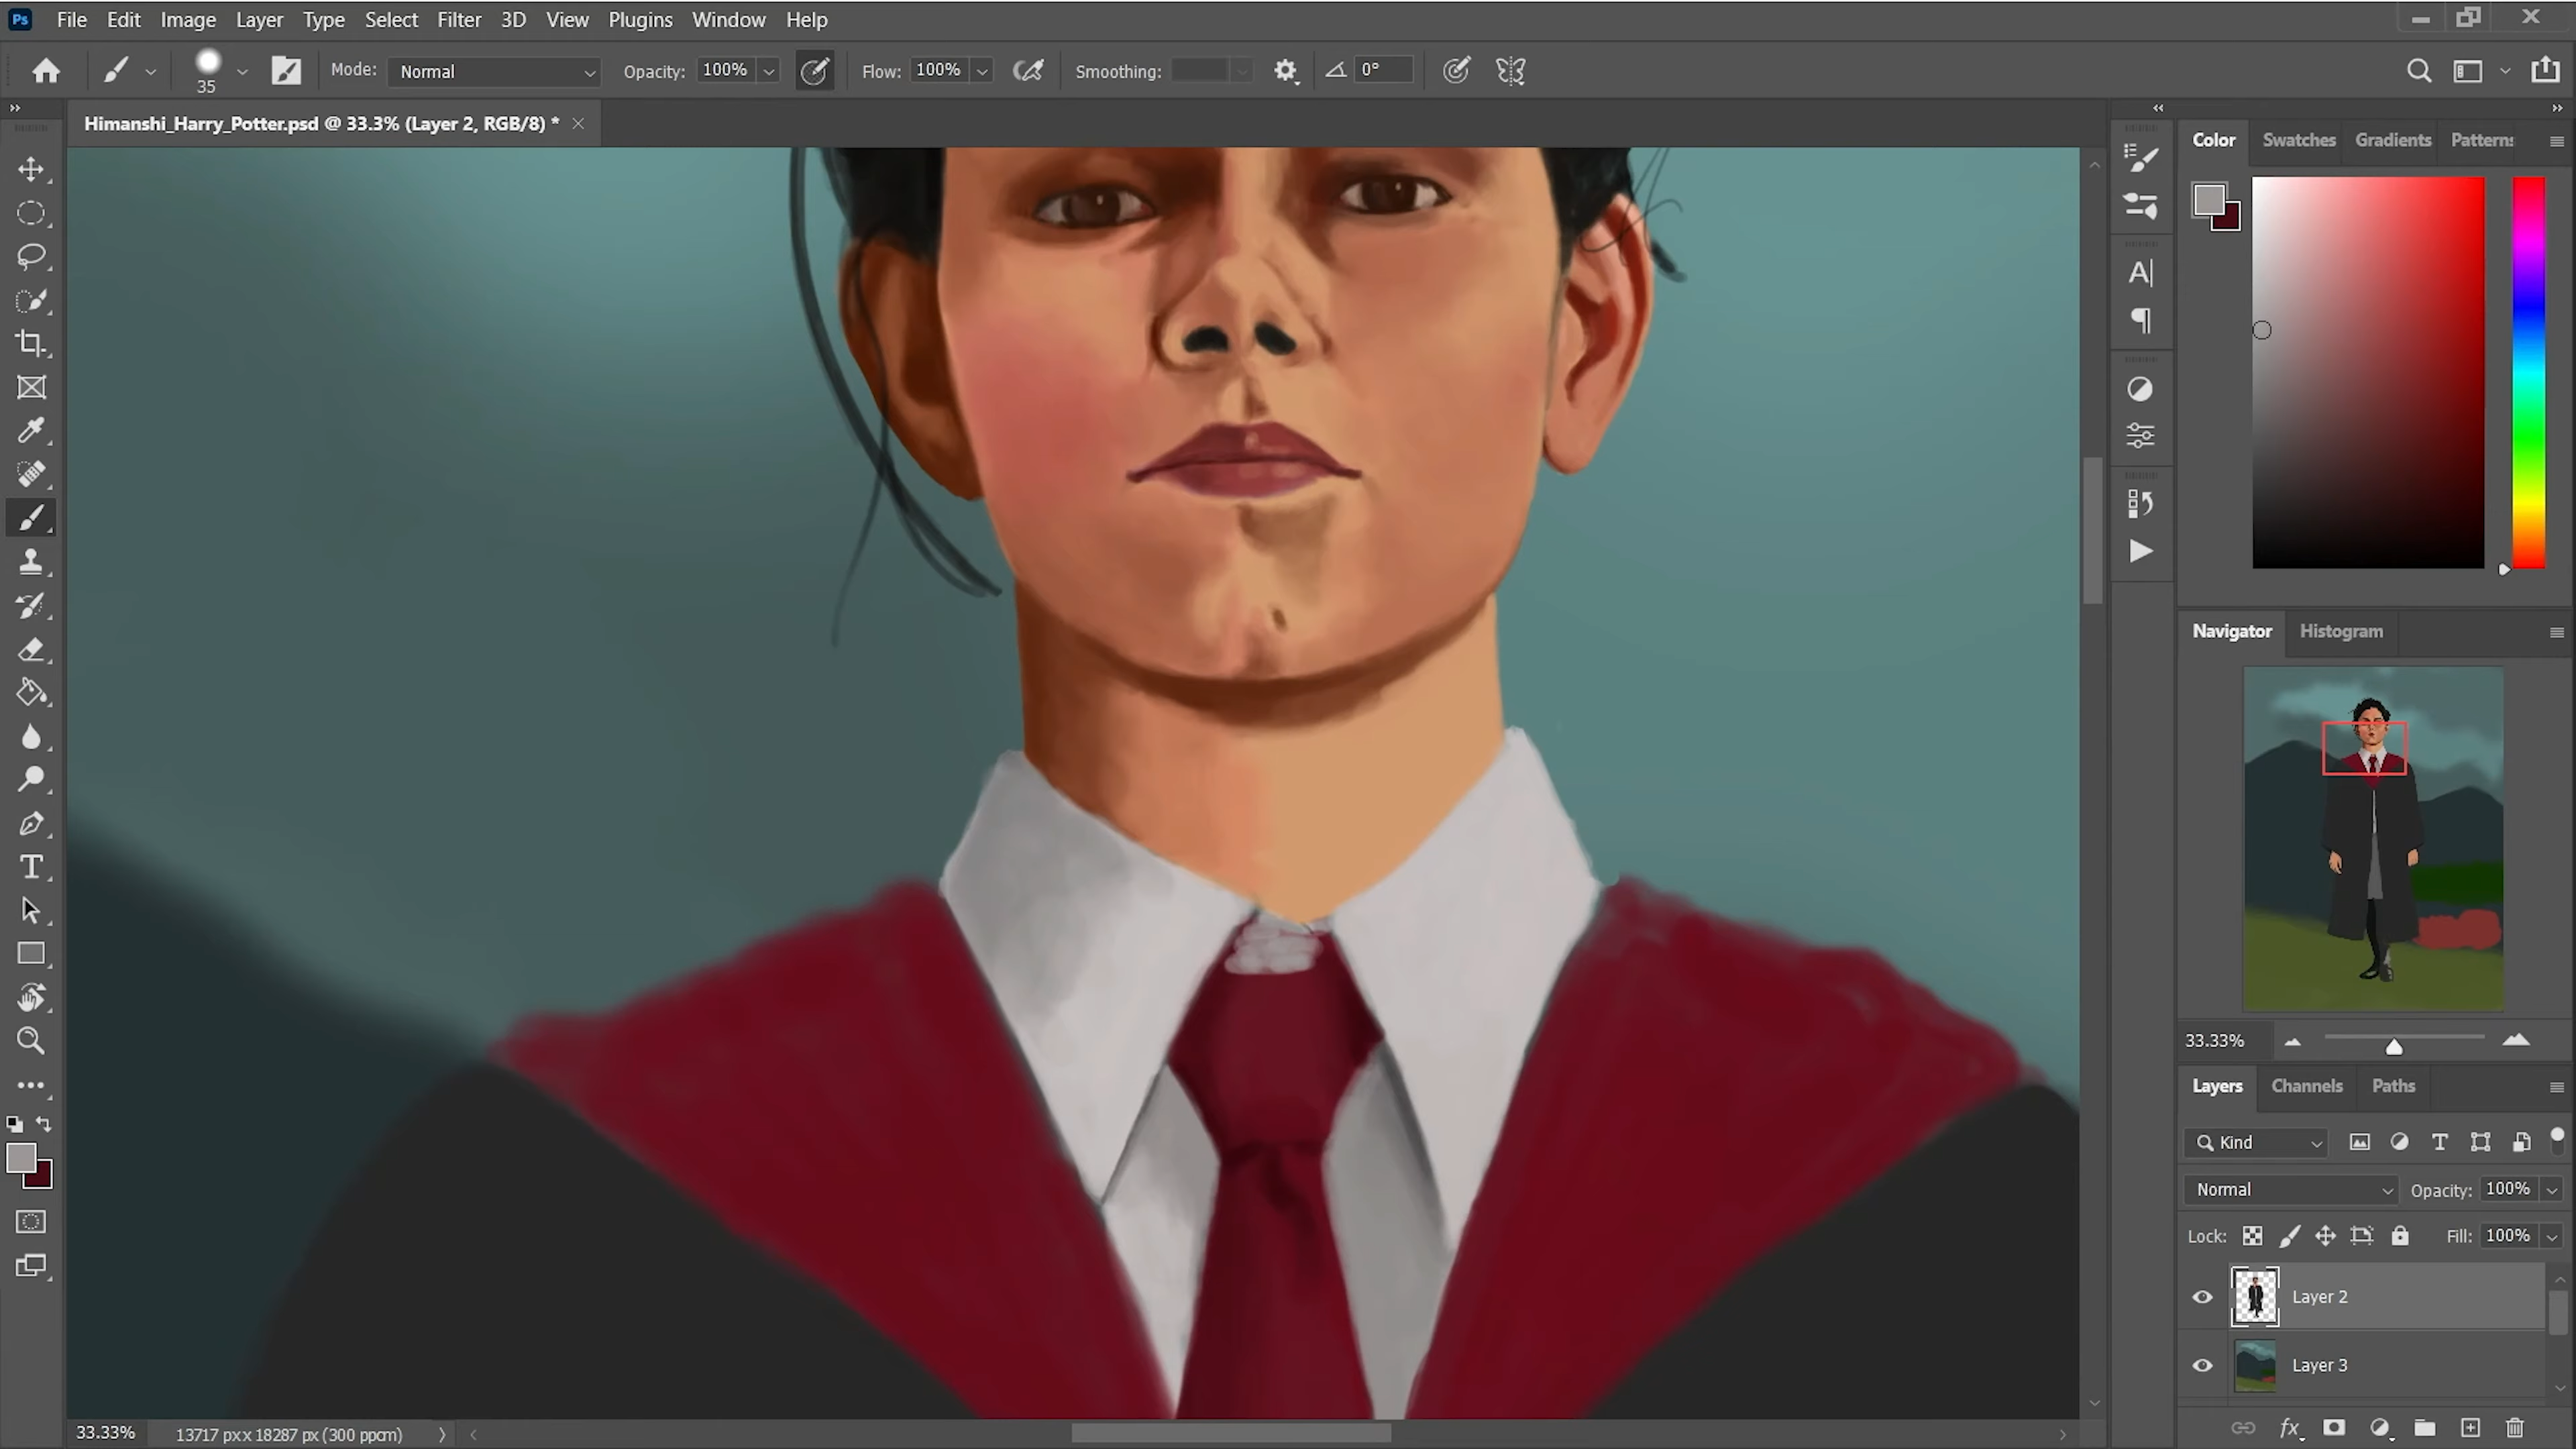 Ps File Edit Image Layer Type Select Filter 3D View Plugins Window Help
35 Mode: Normal Opacity: 100% Flow: 100% Smoothing: 0°
Himanshi_Harry_Potter.psd @ 33.3% (Layer 2, RGB/8) *
Color Swatches Gradients Patterns
Navigator Histogram
33.33%
Layers Channels Paths
Kind
Normal Opacity: 100%
Lock: Fill: 100%
Layer 2
Layer 3
33.33% 13717 px x 18287 px (300 ppcm)